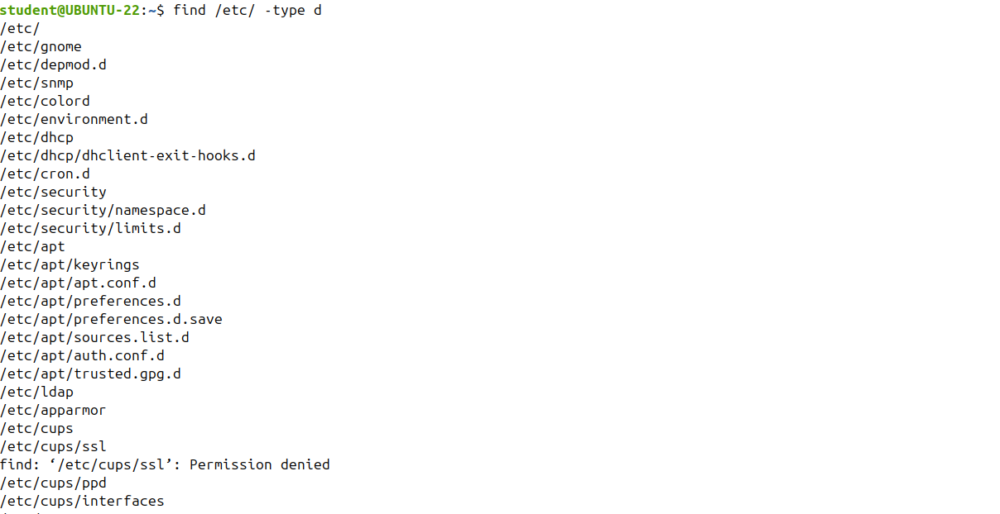 student@UBUNTU-22:~$ find /etc/ -type d
/etc/
/etc/gnome
/etc/depmod.d
/etc/snmp
/etc/colord
/etc/environment.d
/etc/dhcp
/etc/dhcp/dhclient-exit-hooks.d
/etc/cron.d
/etc/security
/etc/security/namespace.d
/etc/security/limits.d
/etc/apt
/etc/apt/keyrings
/etc/apt/apt.conf.d
/etc/apt/preferences.d
/etc/apt/preferences.d.save
/etc/apt/sources.list.d
/etc/apt/auth.conf.d
/etc/apt/trusted.gpg.d
/etc/ldap
/etc/apparmor
/etc/cups
/etc/cups/ssl
find: ‘/etc/cups/ssl’: Permission denied
/etc/cups/ppd
/etc/cups/interfaces